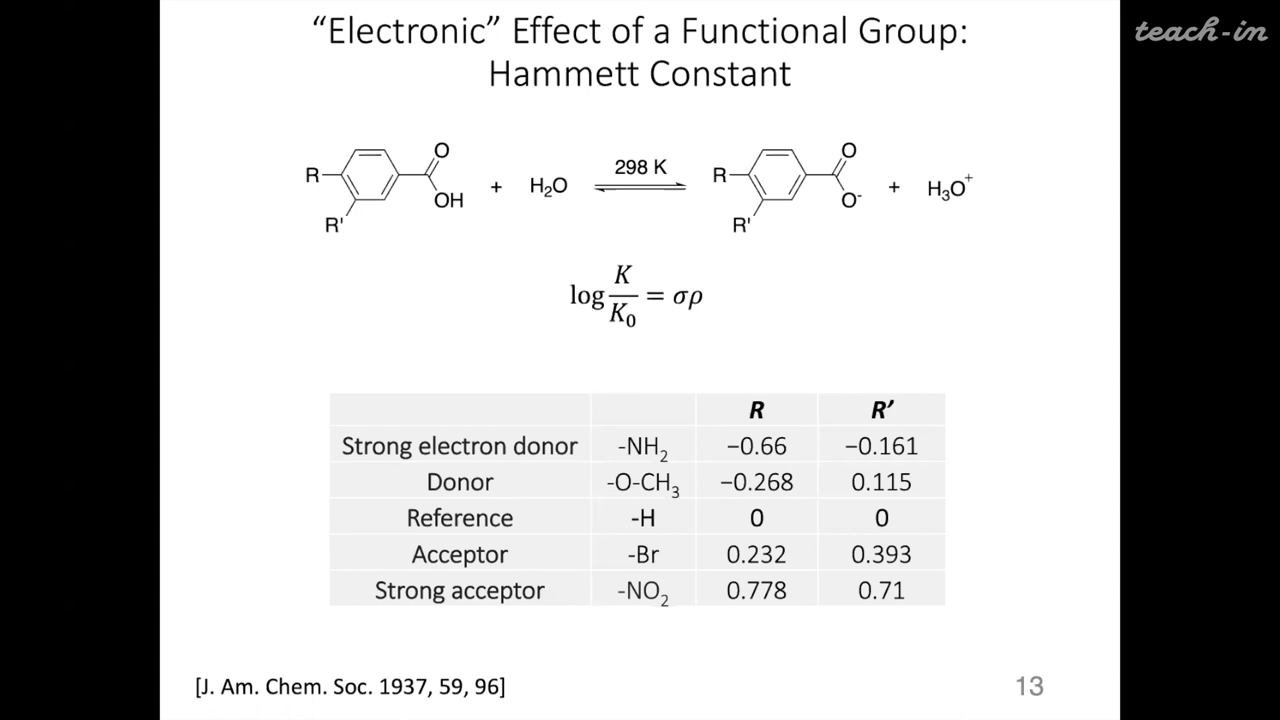 "Electronic" Effect of a Functional Group:
Hammett Constant
teach-in
R R' O OH + H₂O 298 K R R' O O⁻ + H₃O⁺
log K/K₀ = σρ
R R'
Strong electron donor -NH₂ −0.66 −0.161
Donor -O-CH₃ −0.268 0.115
Reference -H 0 0
Acceptor -Br 0.232 0.393
Strong acceptor -NO₂ 0.778 0.71
[J. Am. Chem. Soc. 1937, 59, 96]
13